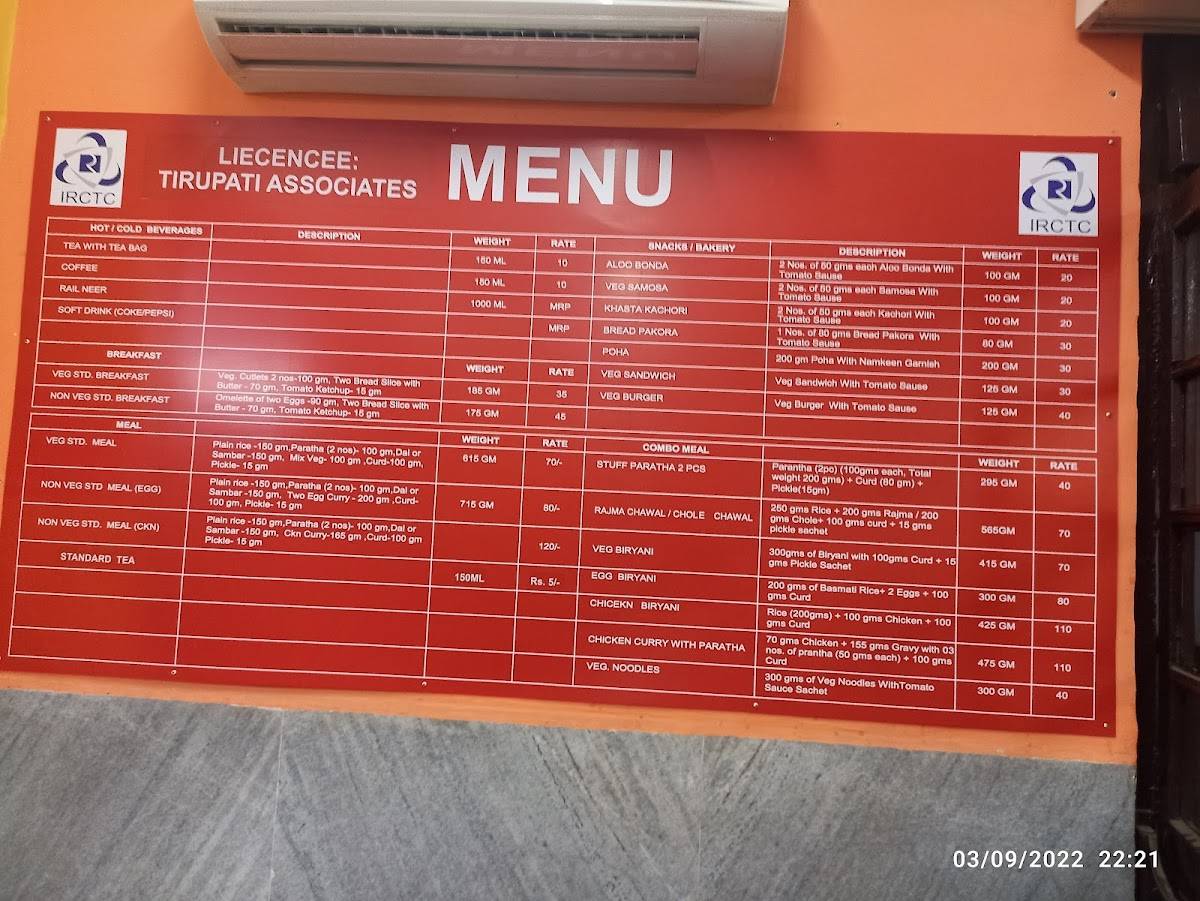 IRCTC
LIECENCEE:
TIRUPATI ASSOCIATES
MENU
IRCTC
HOT / COLD BEVERAGES DESCRIPTION WEIGHT RATE
TEA WITH TEA BAG 150 ML 10
COFFEE 150 ML 10
RAIL NEER 1000 ML MRP
SOFT DRINK (COKE/PEPSI) MRP
BREAKFAST WEIGHT RATE
VEG STD. BREAKFAST Veg. Cutlets 2 nos-100 gm, Two Bread Slice with
Butter - 70 gm, Tomato Ketchup- 15 gm 185 GM 35
NON VEG STD. BREAKFAST Omelette of two Eggs -90 gm, Two Bread Slice with
Butter - 70 gm, Tomato Ketchup- 15 gm 175 GM 45
MEAL WEIGHT RATE
VEG STD. MEAL Plain rice -150 gm,Paratha (2 nos)- 100 gm,Dal or
Sambar -150 gm, Mix Veg- 100 gm ,Curd-100 gm,
Pickle- 15 gm 615 GM 70/-
NON VEG STD MEAL (EGG) Plain rice -150 gm,Paratha (2 nos)- 100 gm,Dal or
Sambar -150 gm, Two Egg Curry - 200 gm ,Curd-
100 gm, Pickle- 15 gm 715 GM 80/-
NON VEG STD. MEAL (CKN) Plain rice -150 gm,Paratha (2 nos)- 100 gm,Dal or
Sambar -150 gm, Ckn Curry-165 gm ,Curd-100 gm
Pickle- 15 gm 120/-
STANDARD TEA 150ML Rs. 5/-
SNACKS / BAKERY DESCRIPTION WEIGHT RATE
ALOO BONDA 2 Nos. of 50 gms each Aloo Bonda With
Tomato Sause 100 GM 20
VEG SAMOSA 2 Nos. of 50 gms each Samosa With
Tomato Sause 100 GM 20
KHASTA KACHORI 2 Nos. of 50 gms each Kachori With
Tomato Sause 100 GM 20
BREAD PAKORA 1 Nos. of 80 gms Bread Pakora With
Tomato Sause 80 GM 30
POHA 200 gm Poha With Namkeen Garnish 200 GM 30
VEG SANDWICH Veg Sandwich With Tomato Sause 125 GM 30
VEG BURGER Veg Burger With Tomato Sause 125 GM 40
COMBO MEAL WEIGHT RATE
STUFF PARATHA 2 PCS Parantha (2pc) (100gms each, Total
weight 200 gms) + Curd (80 gm) +
Pickle(15gm) 295 GM 40
RAJMA CHAWAL / CHOLE CHAWAL 250 gms Rice + 200 gms Rajma / 200
gms Chole+ 100 gms curd + 15 gms
pickle sachet 565GM 70
VEG BIRYANI 300gms of Biryani with 100gms Curd + 15
gms Pickle Sachet 415 GM 70
EGG BIRYANI 200 gms of Basmati Rice+ 2 Eggs + 100
gms Curd 300 GM 80
CHICEKN BIRYANI Rice (200gms) + 100 gms Chicken + 100
gms Curd 425 GM 110
CHICKEN CURRY WITH PARATHA 70 gms Chicken + 155 gms Gravy with 03
nos. of prantha (50 gms each) + 100 gms
Curd 475 GM 110
VEG. NOODLES 300 gms of Veg Noodles WithTomato
Sauce Sachet 300 GM 40
03/09/2022 22:21